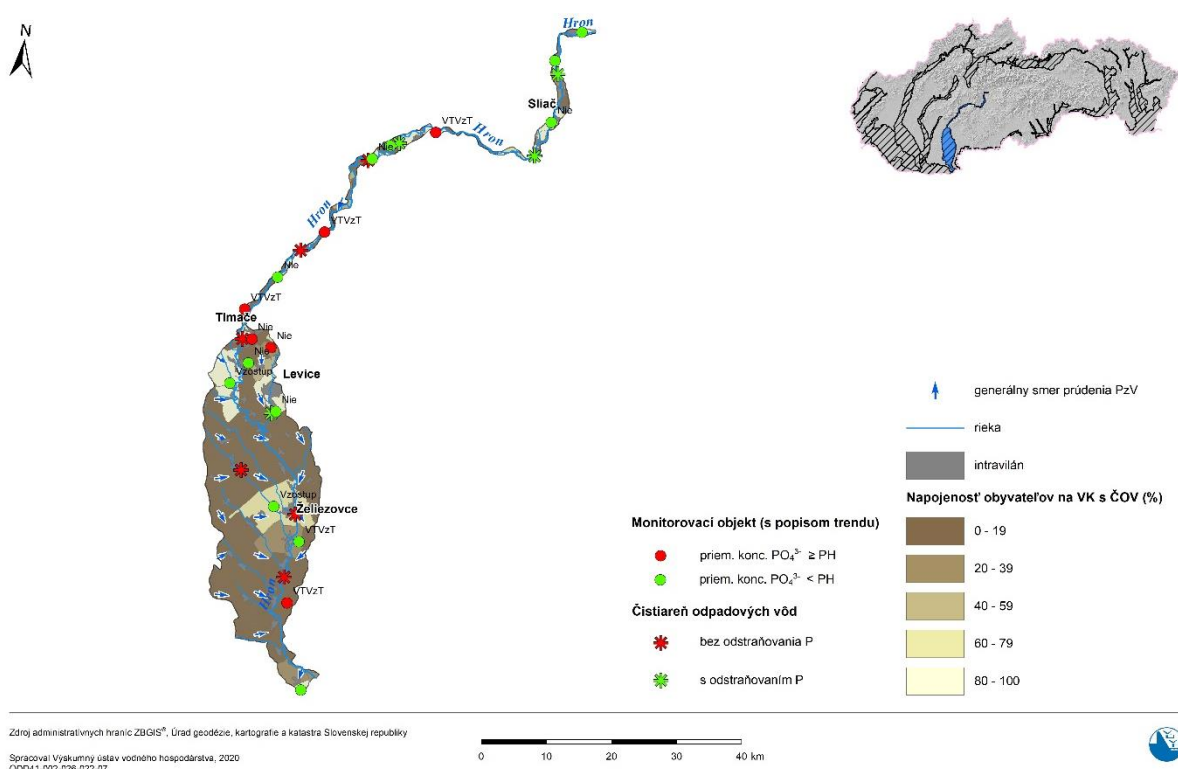 N
Hron
Sliač
Nie
VTVzT
Hron
Nie
Hron
VTVzT
Nie
VTVzT
Tlmače
Nie
Nie
Nie
Levice
Vzostup
Nie
Vzostup
Želiezovce
VTVzT
VTVzT
Hron
generálny smer prúdenia PzV
rieka
intravilán
Napojenosť obyvateľov na VK s ČOV (%)
0 - 19
20 - 39
40 - 59
60 - 79
80 - 100
Monitorovací objekt (s popisom trendu)
priem. konc. PO₄³⁻ ≥ PH
priem. konc. PO₄³⁻ < PH
Čistiareň odpadových vôd
bez odstraňovania P
s odstraňovaním P
Zdroj administratívnych hraníc ZBGIS®, Úrad geodézie, kartografie a katastra Slovenskej republiky
Spracoval Výskumný ústav vodného hospodárstva, 2020
0 10 20 30 40 km